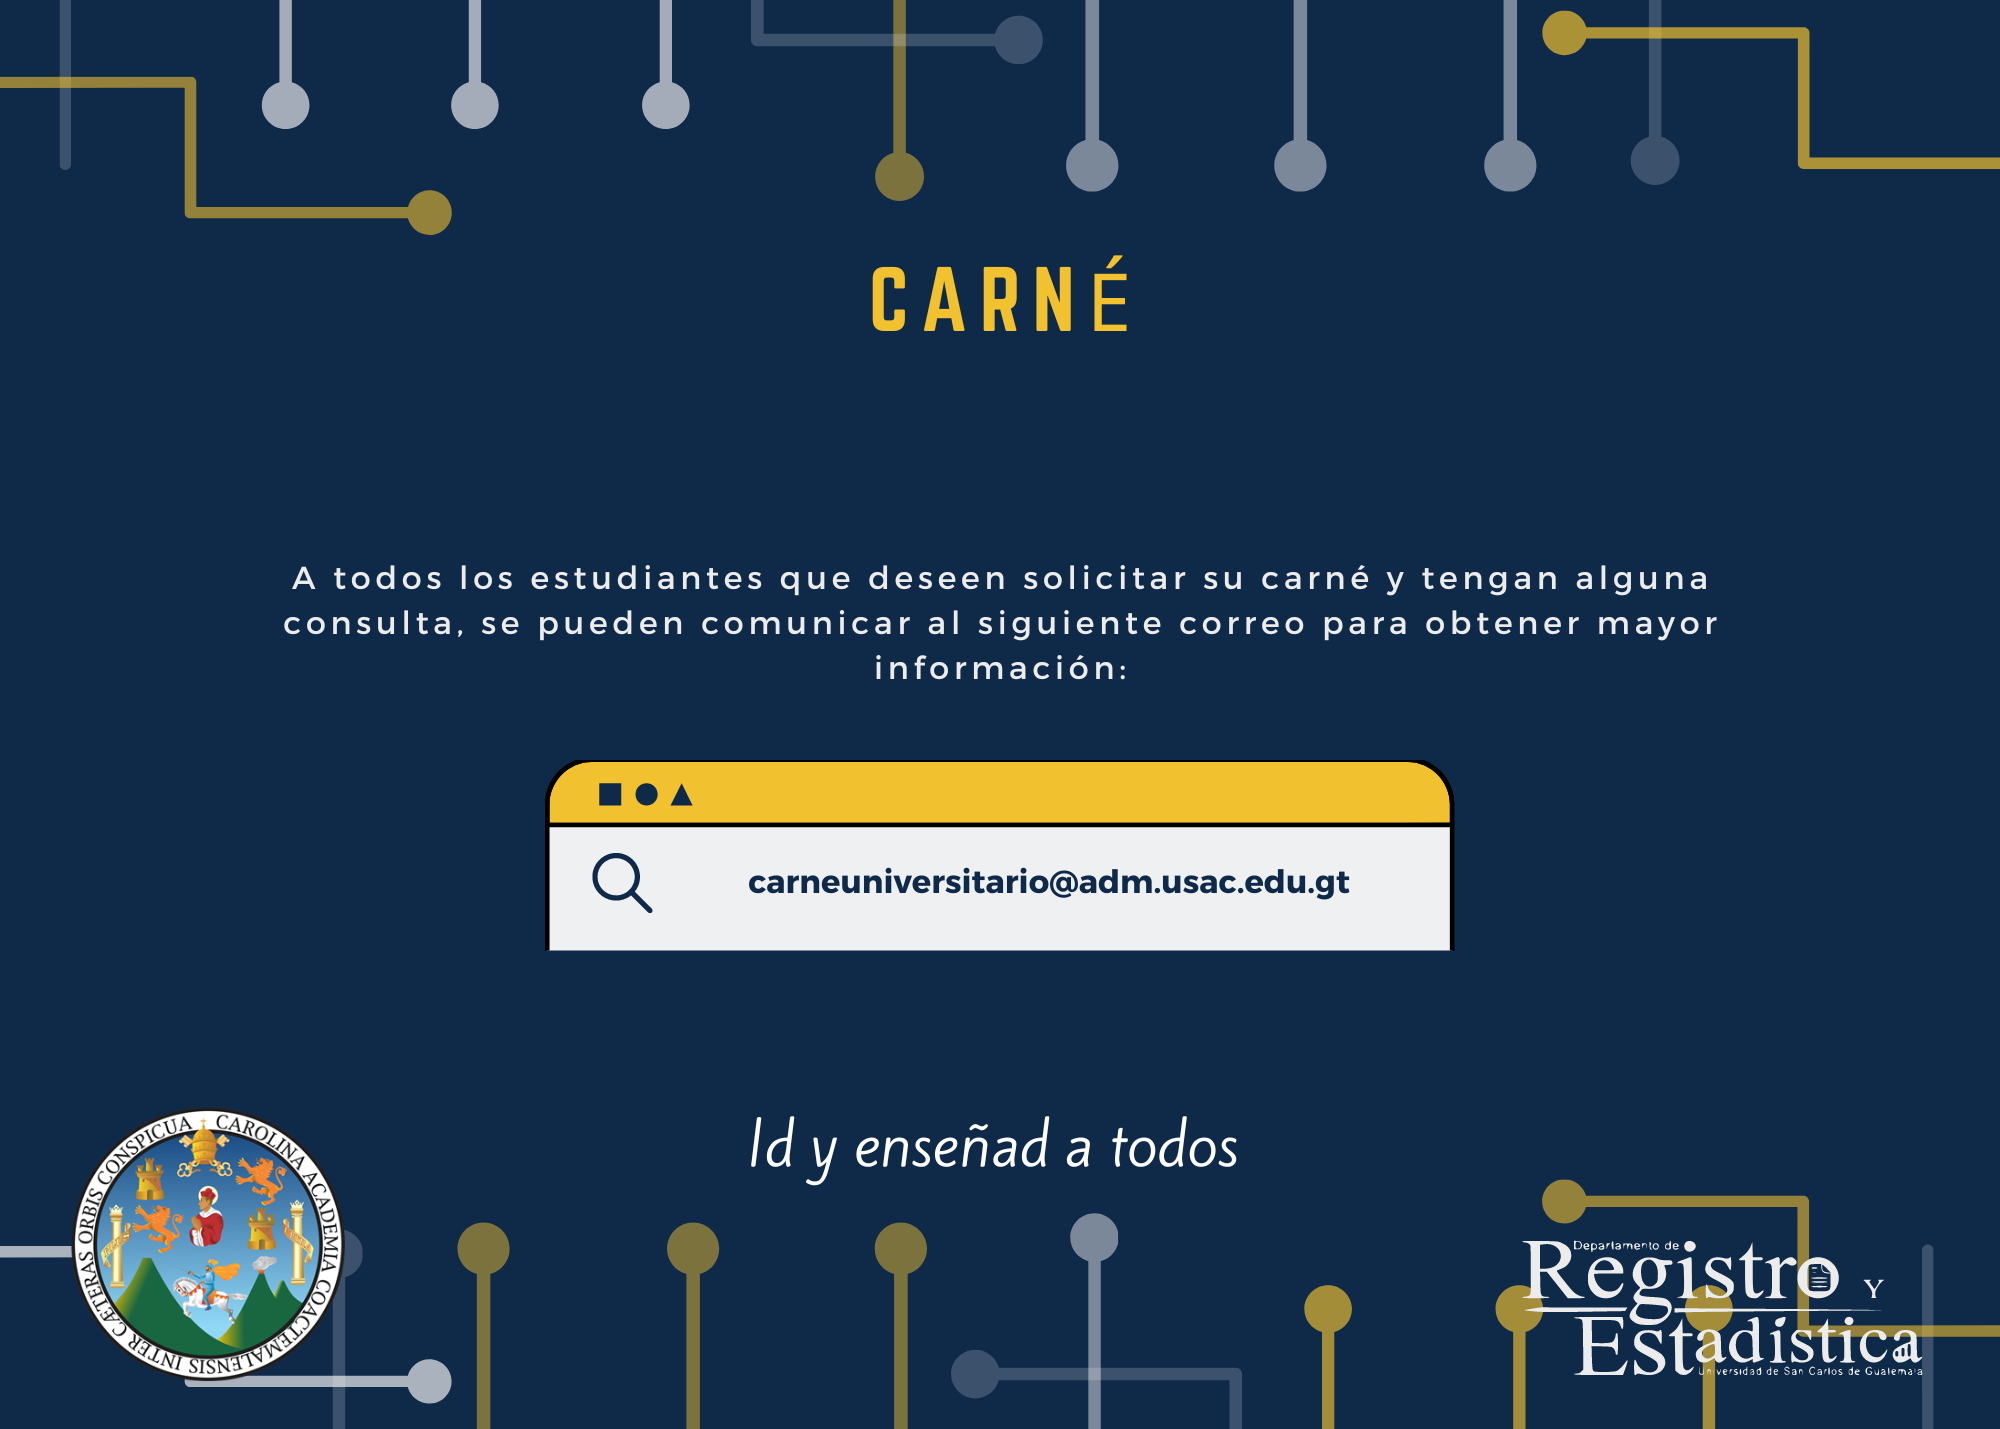 CARNÉ
A todos los estudiantes que deseen solicitar su carné y tengan alguna
consulta, se pueden comunicar al siguiente correo para obtener mayor
información:
carneuniversitario@adm.usac.edu.gt
Id y enseñad a todos
CAROLINA ACADEMIA COACTEMALENSIS INTER CÆTERAS ORBIS CONSPICUA
Departamento de
Registro Y
Estadística
Universidad de San Carlos de Guatemala